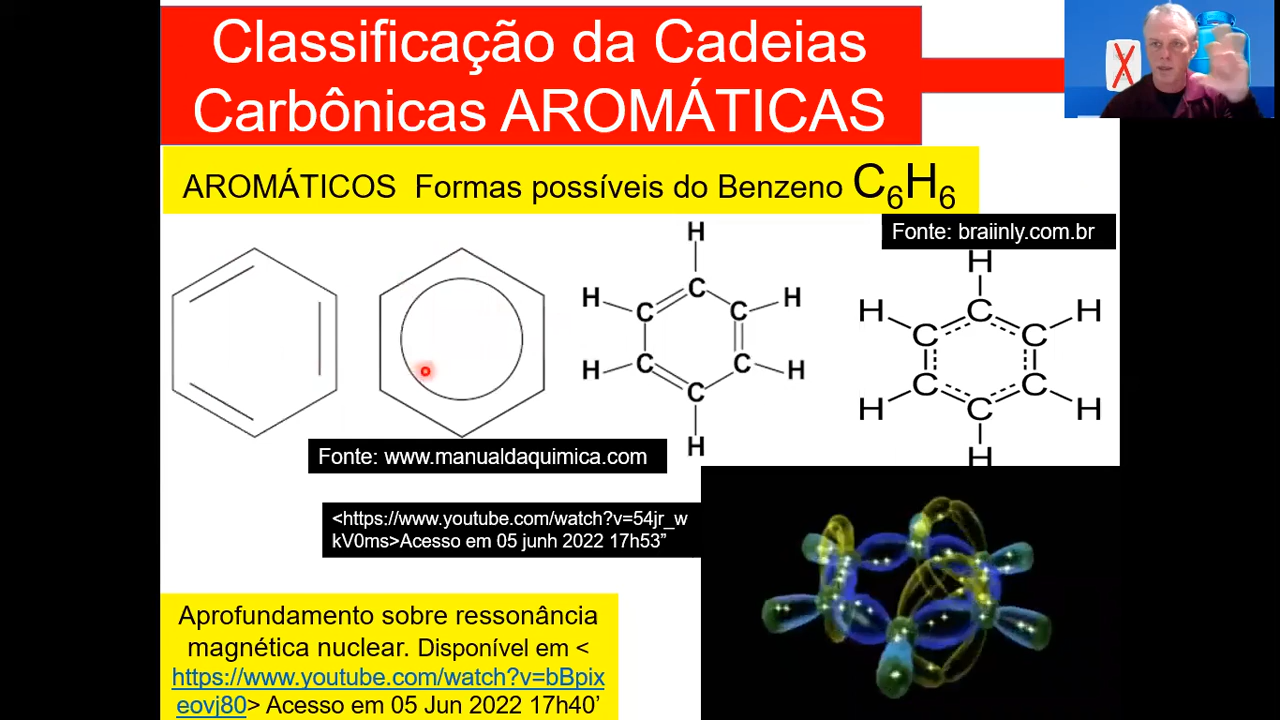 Classificação da Cadeias
Carbônicas AROMÁTICAS
AROMÁTICOS Formas possíveis do Benzeno C₆H₆
Fonte: braiinly.com.br
H
H C H
C C
H C C H
C
H
H
H C H
C C
C C
H C H
H
Fonte: www.manualdaquimica.com
<https://www.youtube.com/watch?v=54jr_w
kV0ms>Acesso em 05 junh 2022 17h53”
Aprofundamento sobre ressonância
magnética nuclear. Disponível em <
https://www.youtube.com/watch?v=bBpix
eovj80> Acesso em 05 Jun 2022 17h40’